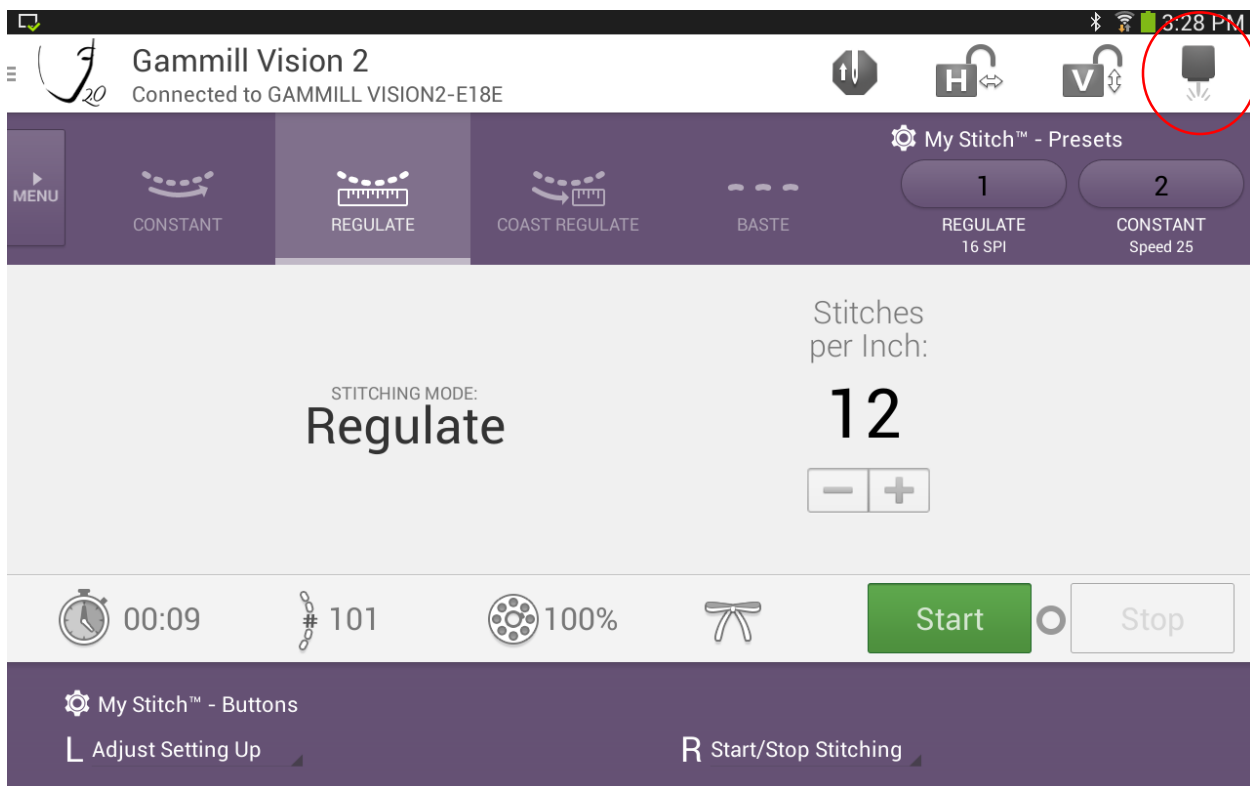 3:28 PM
J
20
Gammill Vision 2
Connected to GAMMILL VISION2-E18E
H
V
MENU
CONSTANT
REGULATE
COAST REGULATE
BASTE
My Stitch™ - Presets
1
2
REGULATE
CONSTANT
16 SPI
Speed 25
STITCHING MODE:
Regulate
Stitches
per Inch:
12
− +
00:09
# 101
100%
Start
Stop
My Stitch™ - Buttons
L Adjust Setting Up
R Start/Stop Stitching